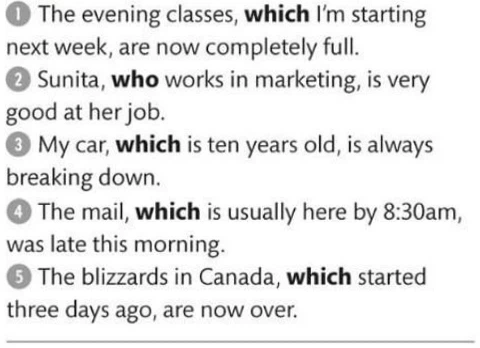 1 The evening classes, which I'm starting
next week, are now completely full.
2 Sunita, who works in marketing, is very
good at her job.
3 My car, which is ten years old, is always
breaking down.
4 The mail, which is usually here by 8:30am,
was late this morning.
5 The blizzards in Canada, which started
three days ago, are now over.